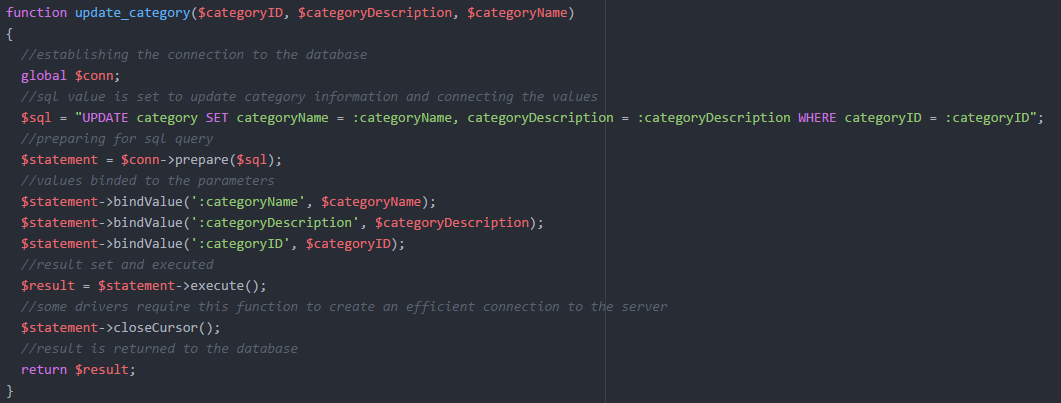 function update_category($categoryID, $categoryDescription, $categoryName)
{
  //establishing the connection to the database
  global $conn;
  //sql value is set to update category information and connecting the values
  $sql = "UPDATE category SET categoryName = :categoryName, categoryDescription = :categoryDescription WHERE categoryID = :categoryID";
  //preparing for sql query
  $statement = $conn->prepare($sql);
  //values binded to the parameters
  $statement->bindValue(':categoryName', $categoryName);
  $statement->bindValue(':categoryDescription', $categoryDescription);
  $statement->bindValue(':categoryID', $categoryID);
  //result set and executed
  $result = $statement->execute();
  //some drivers require this function to create an efficient connection to the server
  $statement->closeCursor();
  //result is returned to the database
  return $result;
}